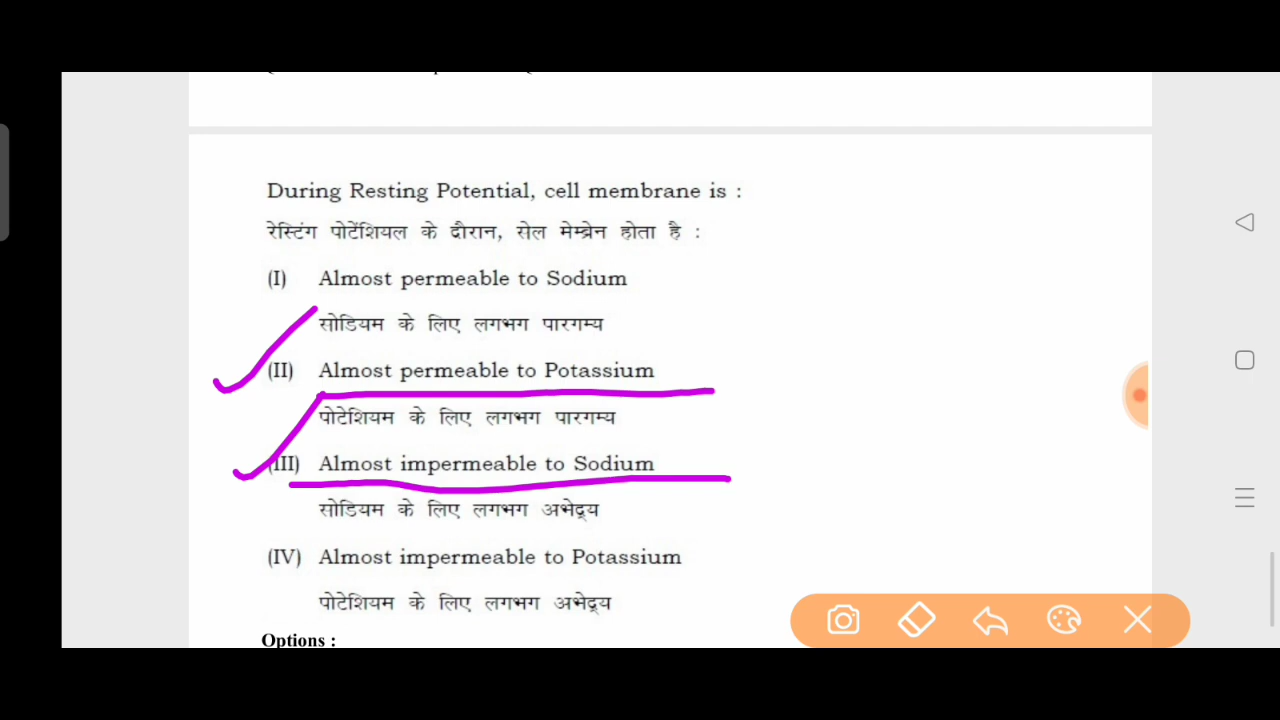 During Resting Potential, cell membrane is :
रेस्टिंग पोटेंशियल के दौरान, सेल मेम्ब्रेन होता है :
(I) Almost permeable to Sodium
सोडियम के लिए लगभग पारगम्य
(II) Almost permeable to Potassium
पोटेशियम के लिए लगभग पारगम्य
(III) Almost impermeable to Sodium
सोडियम के लिए लगभग अभेद्र्य
(IV) Almost impermeable to Potassium
पोटेशियम के लिए लगभग अभेद्र्य
Options :